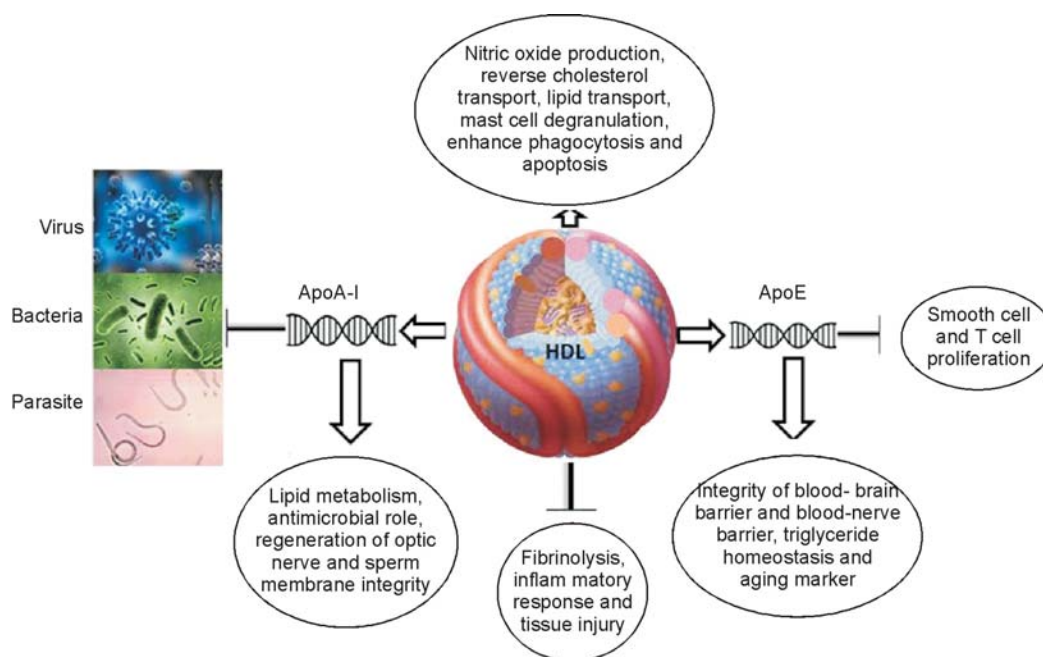 Nitric oxide production,
reverse cholesterol
transport, lipid transport,
mast cell degranulation,
enhance phagocytosis and
apoptosis
Virus
Bacteria
Parasite
ApoA-I
HDL
ApoE
Smooth cell
and T cell
proliferation
Lipid metabolism,
antimicrobial role,
regeneration of optic
nerve and sperm
membrane integrity
Fibrinolysis,
inflam matory
response and
tissue injury
Integrity of blood- brain
barrier and blood-nerve
barrier, triglyceride
homeostasis and
aging marker